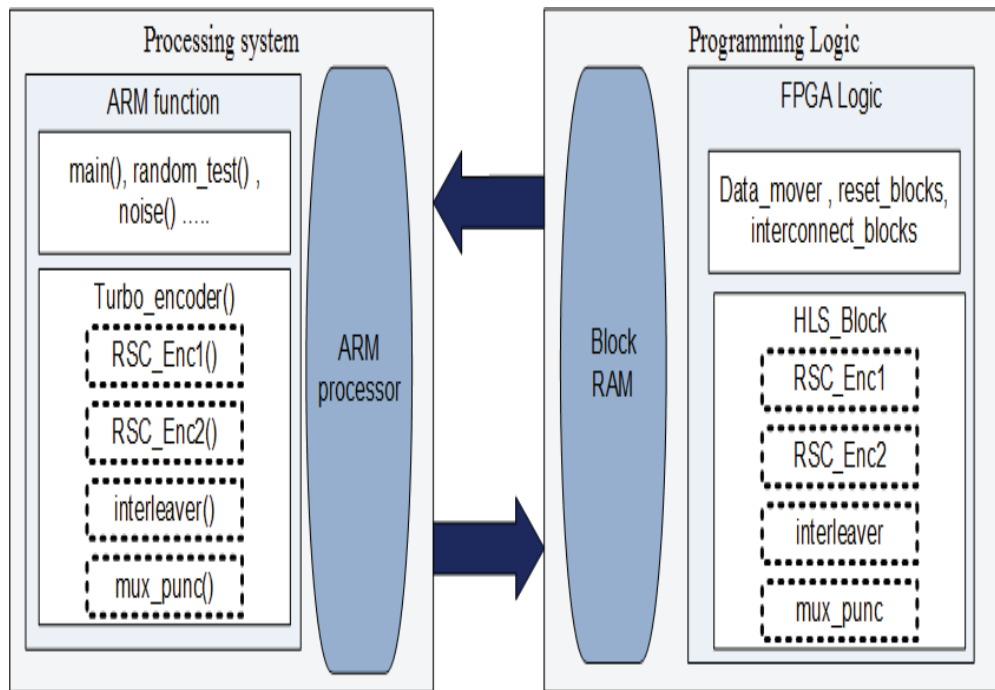 Processing system
ARM function
main(), random_test() ,
noise() .....
Turbo_encoder()
RSC_Enc1()
RSC_Enc2()
interleaver()
mux_punc()
ARM
processor
Programming Logic
Block
RAM
FPGA Logic
Data_mover , reset_blocks,
interconnect_blocks
HLS_Block
RSC_Enc1
RSC_Enc2
interleaver
mux_punc